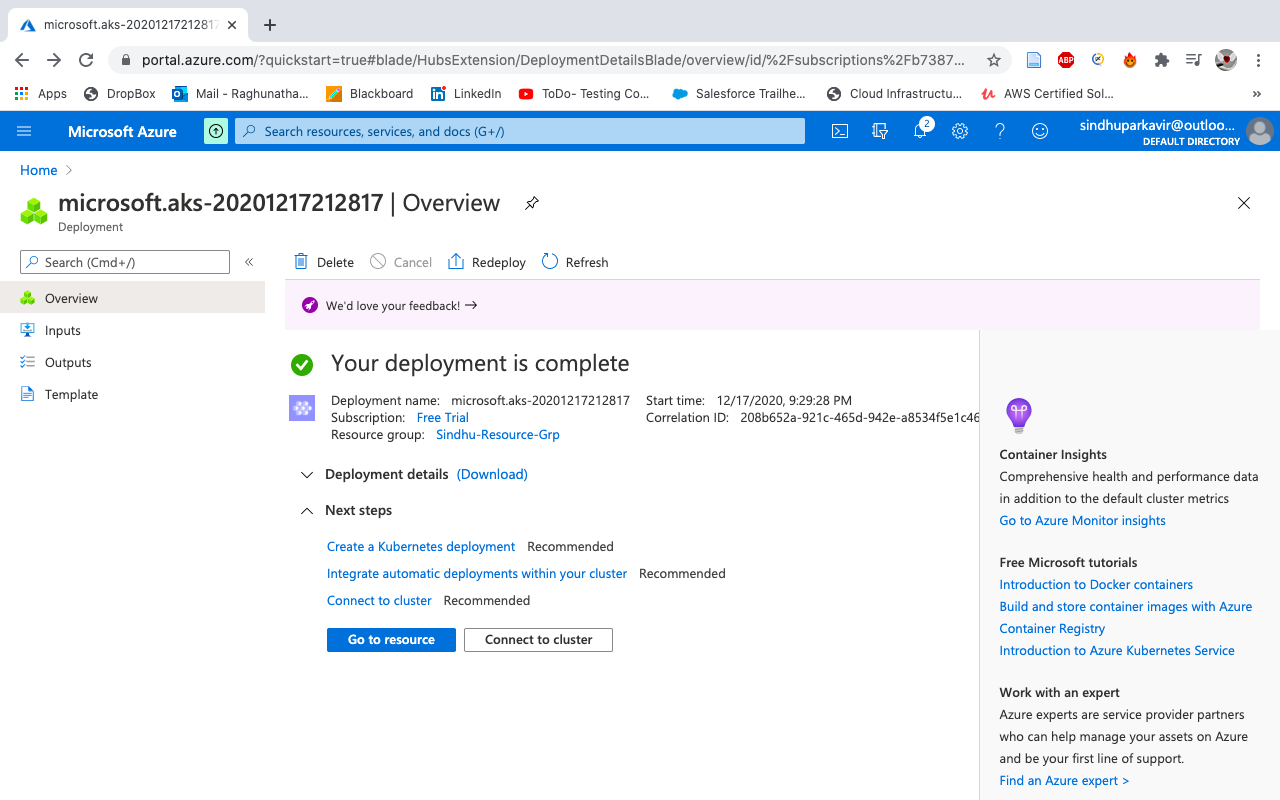 microsoft.aks-20201217212817
portal.azure.com/?quickstart=true#blade/HubsExtension/DeploymentDetailsBlade/overview/id/%2Fsubscriptions%2Fb7387...
ABP
Apps DropBox Mail - Raghunatha... Blackboard LinkedIn ToDo- Testing Co... Salesforce Trailhe... Cloud Infrastructu... AWS Certified Sol... »
Microsoft Azure
Search resources, services, and docs (G+/)
2
sindhuparkavir@outloo...
DEFAULT DIRECTORY
Home
microsoft.aks-20201217212817 | Overview
Deployment
Search (Cmd+/)
«
Overview
Inputs
Outputs
Template
Delete Cancel Redeploy Refresh
We'd love your feedback! →
Your deployment is complete
Deployment name: microsoft.aks-20201217212817
Subscription: Free Trial
Resource group: Sindhu-Resource-Grp
Start time: 12/17/2020, 9:29:28 PM
Correlation ID: 208b652a-921c-465d-942e-a8534f5e1c46
Deployment details (Download)
Next steps
Create a Kubernetes deployment Recommended
Integrate automatic deployments within your cluster Recommended
Connect to cluster Recommended
Go to resource Connect to cluster
Container Insights
Comprehensive health and performance data
in addition to the default cluster metrics
Go to Azure Monitor insights
Free Microsoft tutorials
Introduction to Docker containers
Build and store container images with Azure
Container Registry
Introduction to Azure Kubernetes Service
Work with an expert
Azure experts are service provider partners
who can help manage your assets on Azure
and be your first line of support.
Find an Azure expert >